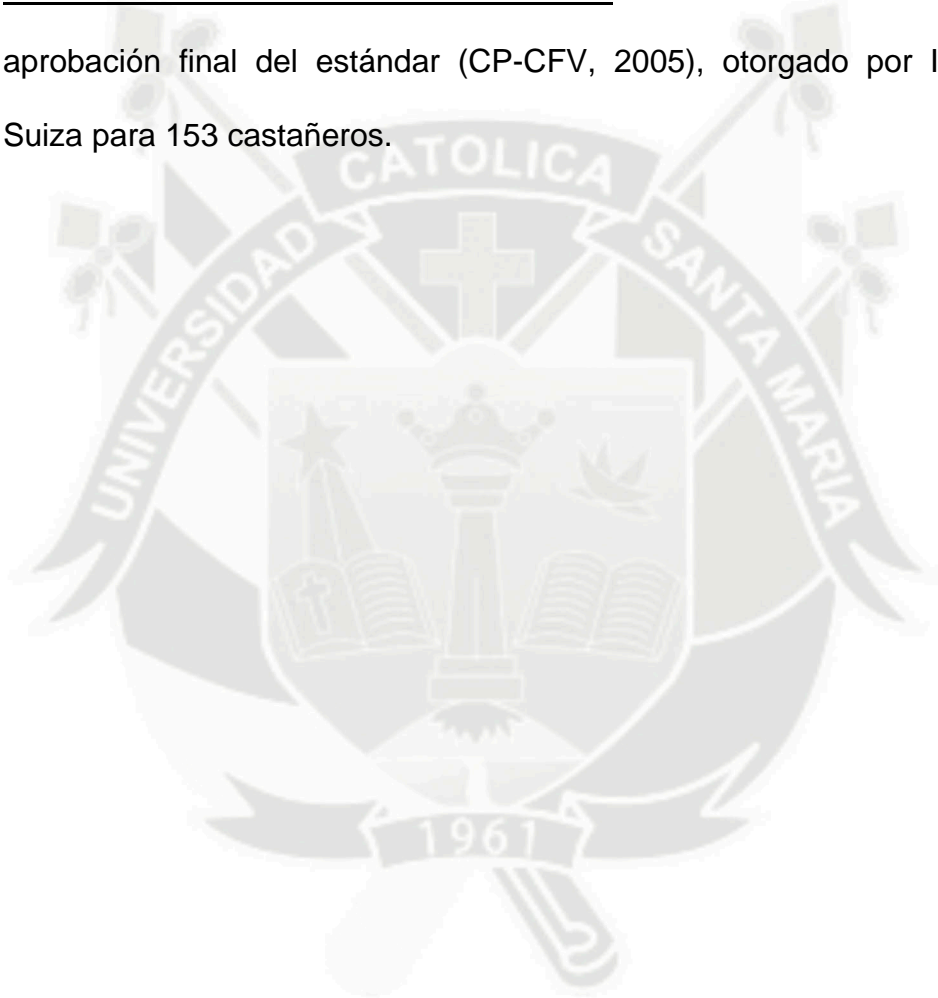 aprobación final del estándar (CP-CFV, 2005), otorgado por I
Suiza para 153 castañeros.
UNIVERSIDAD CATOLICA SANTA MARIA
1961